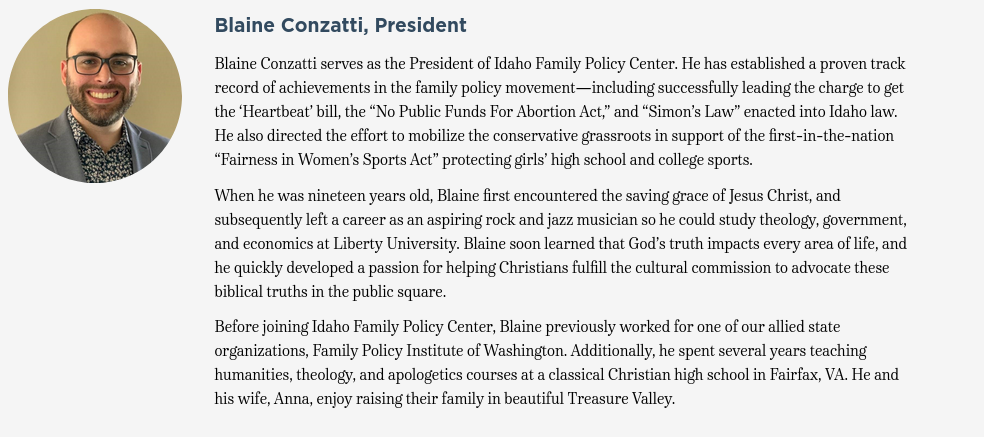 Blaine Conzatti, President
Blaine Conzatti serves as the President of Idaho Family Policy Center. He has established a proven track
record of achievements in the family policy movement—including successfully leading the charge to get
the ‘Heartbeat’ bill, the “No Public Funds For Abortion Act,” and “Simon’s Law” enacted into Idaho law.
He also directed the effort to mobilize the conservative grassroots in support of the first-in-the-nation
“Fairness in Women’s Sports Act” protecting girls’ high school and college sports.
When he was nineteen years old, Blaine first encountered the saving grace of Jesus Christ, and
subsequently left a career as an aspiring rock and jazz musician so he could study theology, government,
and economics at Liberty University. Blaine soon learned that God’s truth impacts every area of life, and
he quickly developed a passion for helping Christians fulfill the cultural commission to advocate these
biblical truths in the public square.
Before joining Idaho Family Policy Center, Blaine previously worked for one of our allied state
organizations, Family Policy Institute of Washington. Additionally, he spent several years teaching
humanities, theology, and apologetics courses at a classical Christian high school in Fairfax, VA. He and
his wife, Anna, enjoy raising their family in beautiful Treasure Valley.